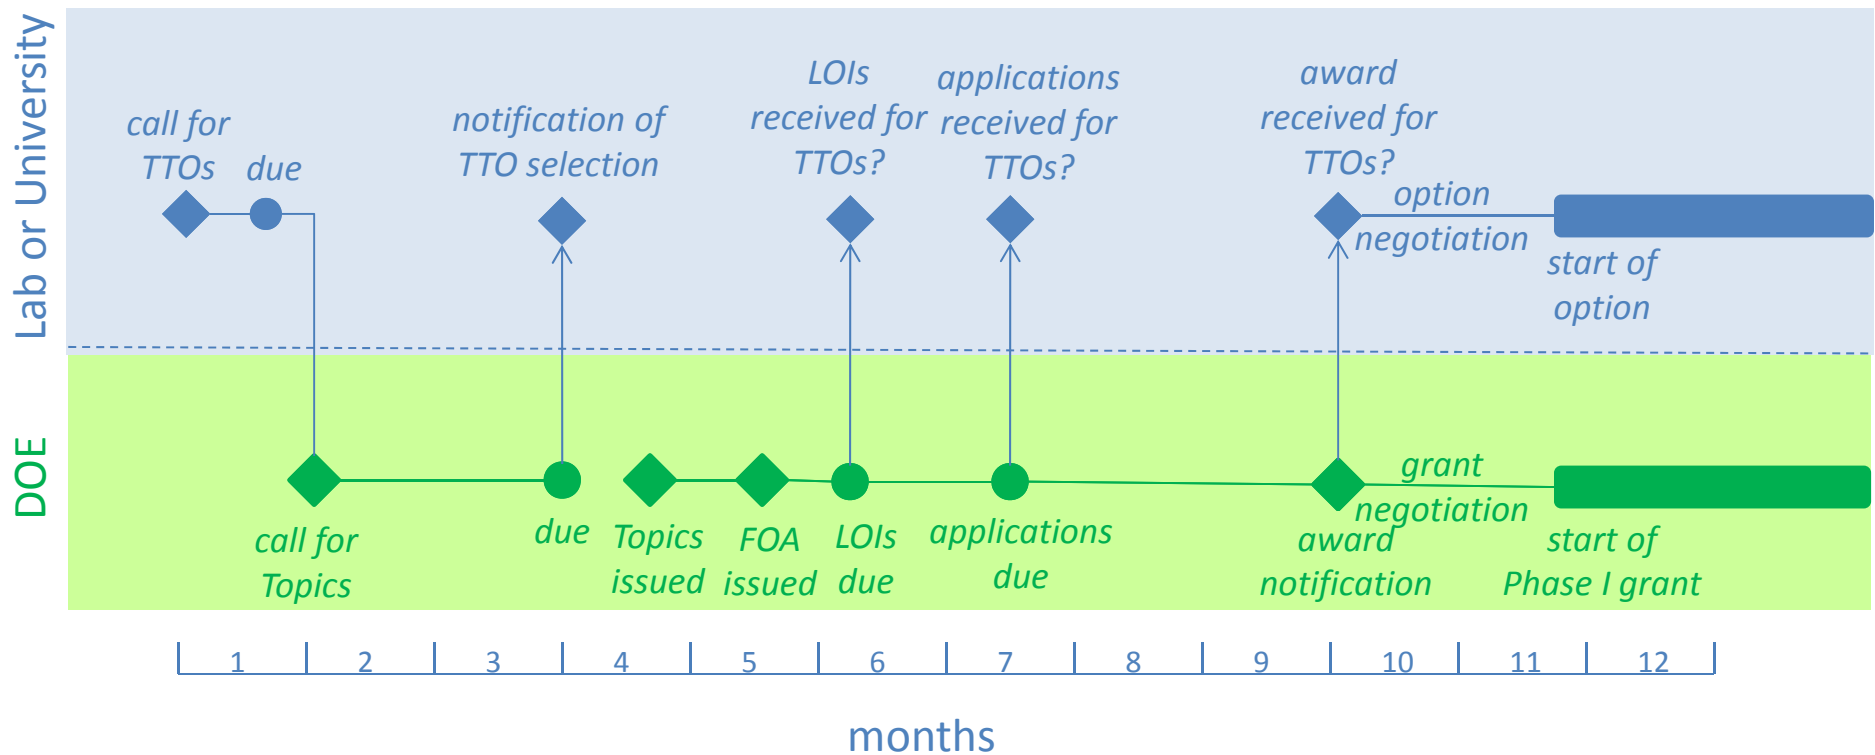 Lab or University
call for
TTOs
due
notification of
TTO selection
LOIs
received for
TTOs?
applications
received for
TTOs?
award
received for
TTOs?
option
negotiation
start of
option
DOE
call for
Topics
due
Topics
issued
FOA
issued
LOIs
due
applications
due
award
notification
grant
negotiation
start of
Phase I grant
1 2 3 4 5 6 7 8 9 10 11 12
months